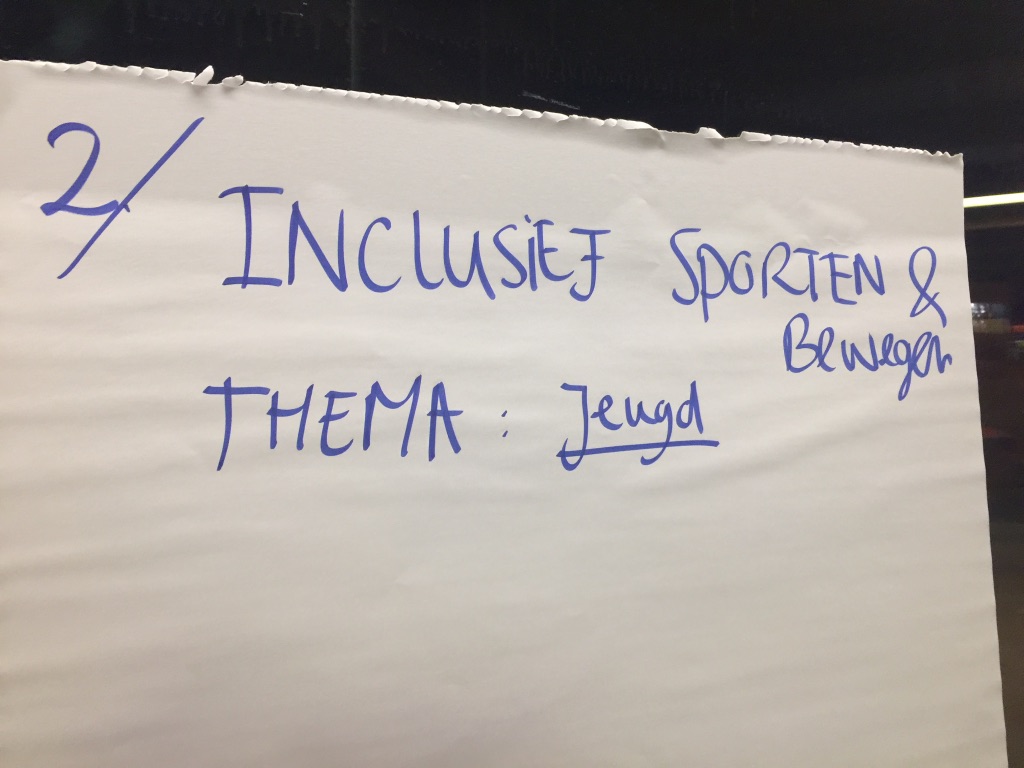 2/ INCLUSIEF SPORTEN &
Bewegen
THEMA: Jeugd